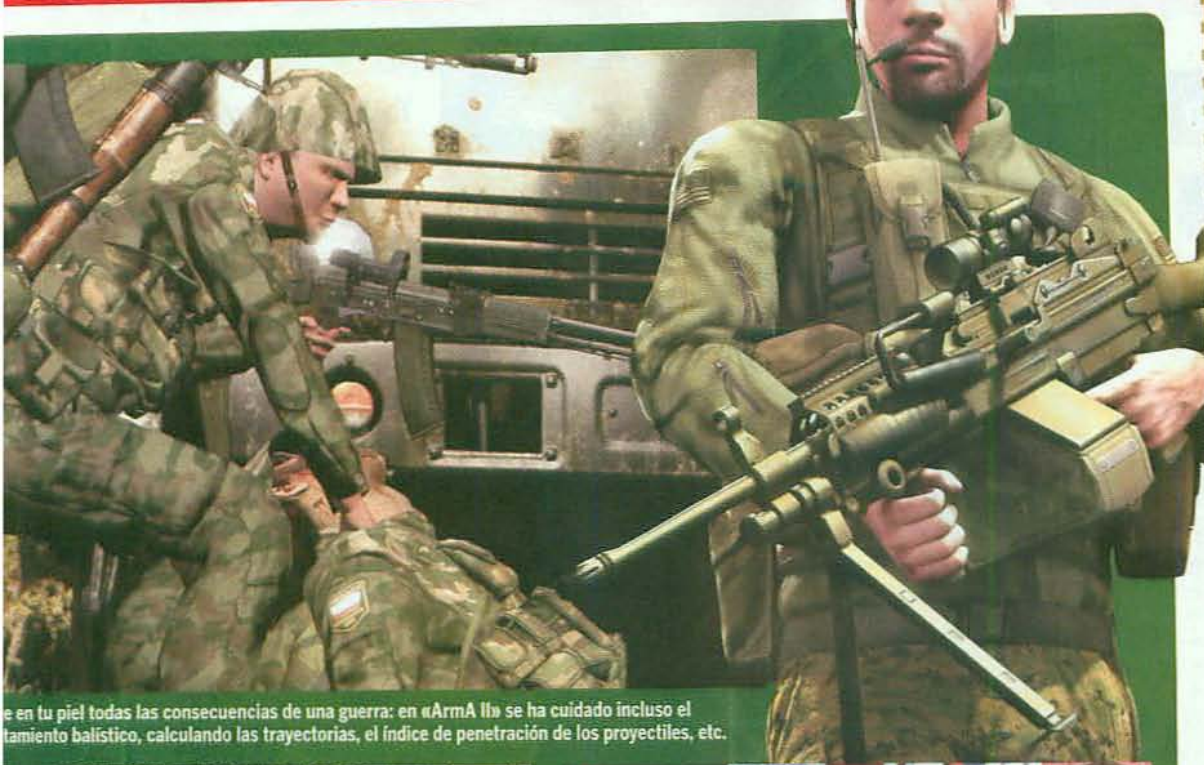 e en tu piel todas las consecuencias de una guerra: en «ArmA II» se ha cuidado incluso el
tamiento balístico, calculando las trayectorias, el índice de penetración de los proyectiles, etc.